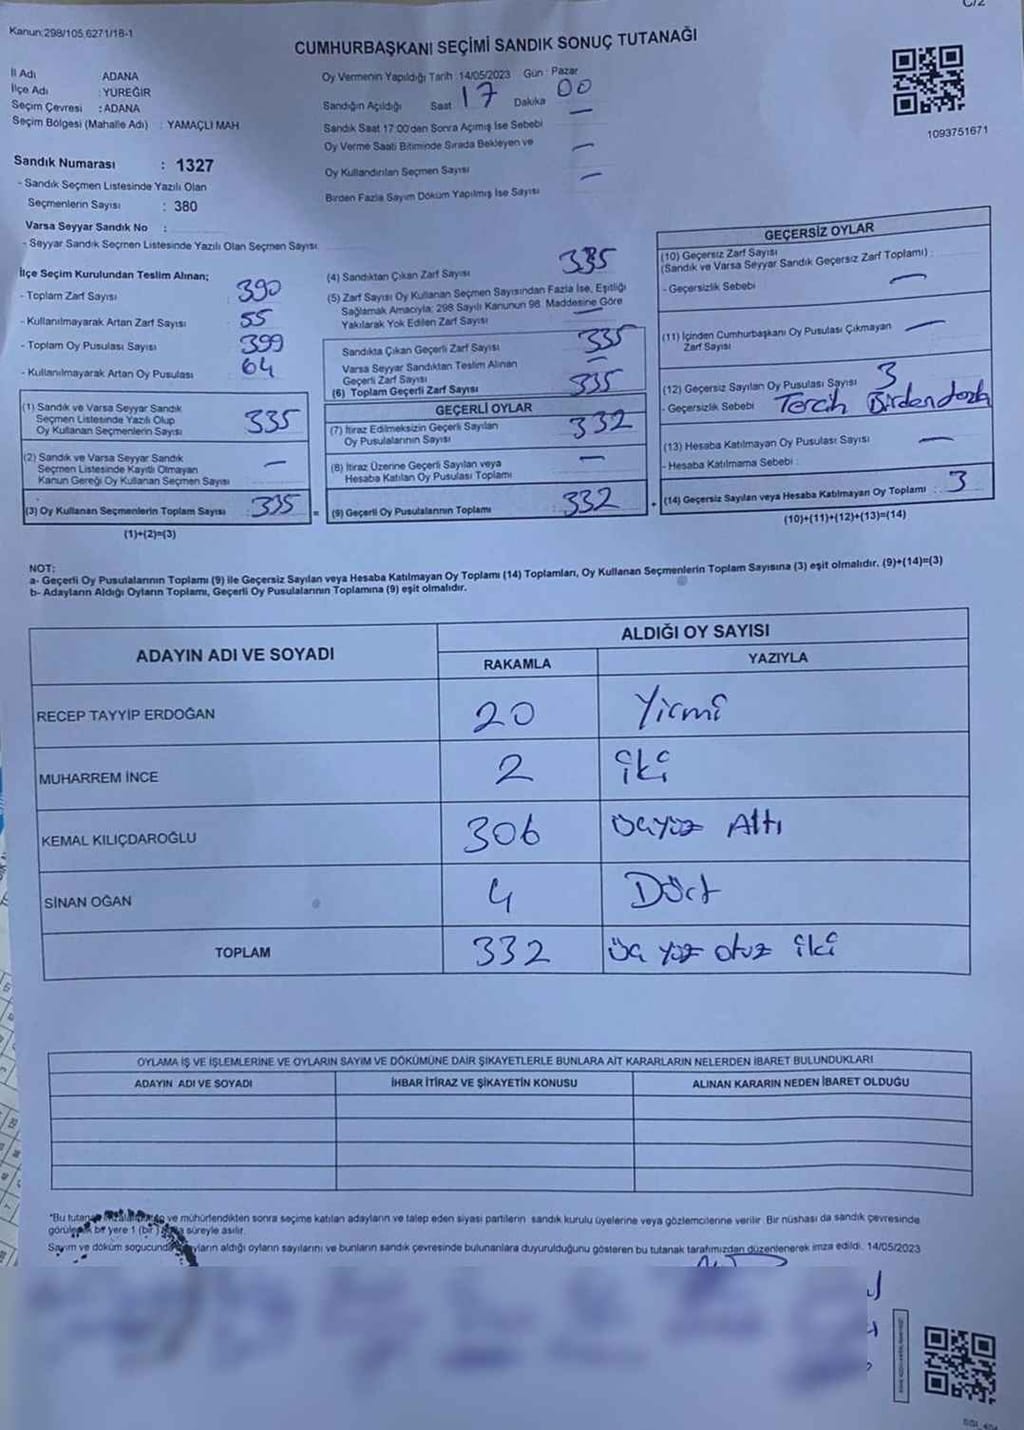 C/2
Kanun:298/105,6271/18-1
CUMHURBAŞKANI SEÇİMİ SANDIK SONUÇ TUTANAĞI
İl Adı ADANA
İlçe Adı : YÜREĞİR
Seçim Çevresi : ADANA
Seçim Bölgesi (Mahalle Adı) : YAMAÇLI MAH
Sandık Numarası : 1327
- Sandık Seçmen Listesinde Yazılı Olan
Seçmenlerin Sayısı : 380
Varsa Seyyar Sandık No :
- Seyyar Sandık Seçmen Listesinde Yazılı Olan Seçmen Sayısı
Oy Vermenin Yapıldığı Tarih :14/05/2023 Gün : Pazar
Sandığın Açıldığı Saat 17 Dakika 00
Sandık Saat 17:00'den Sonra Açımış İse Sebebi —
Oy Verme Saati Bitiminde Sırada Bekleyen ve
Oy Kullandırılan Seçmen Sayısı —
Birden Fazla Sayım Döküm Yapılmış İse Sayısı —
1093751671
İlçe Seçim Kurulundan Teslim Alınan;
- Toplam Zarf Sayısı 390
- Kullanılmayarak Artan Zarf Sayısı 55
- Toplam Oy Pusulası Sayısı 399
- Kullanılmayarak Artan Oy Pusulası 64
(1) Sandık ve Varsa Seyyar Sandık
Seçmen Listesinde Yazılı Olup
Oy Kullanan Seçmenlerin Sayısı 335
(2) Sandık ve Varsa Seyyar Sandık
Seçmen Listesinde Kayıtlı Olmayan
Kanun Gereği Oy Kullanan Seçmen Sayısı —
(3) Oy Kullanan Seçmenlerin Toplam Sayısı 335 =
(1)+(2)=(3)
(4) Sandıktan Çıkan Zarf Sayısı 335
(5) Zarf Sayısı Oy Kullanan Seçmen Sayısından Fazla İse, Eşitliği
Sağlamak Amacıyla; 298 Sayılı Kanunun 98. Maddesine Göre
Yakılarak Yok Edilen Zarf Sayısı —
Sandıkta Çıkan Geçerli Zarf Sayısı 335
Varsa Seyyar Sandıktan Teslim Alınan
Geçerli Zarf Sayısı —
(6) Toplam Geçerli Zarf Sayısı 335
GEÇERLİ OYLAR
(7) İtiraz Edilmeksizin Geçerli Sayılan
Oy Pusulalarının Sayısı 332
(8) İtiraz Üzerine Geçerli Sayılan veya
Hesaba Katılan Oy Pusulası Toplamı —
(9) Geçerli Oy Pusulalarının Toplamı 332 +
GEÇERSİZ OYLAR
(10) Geçersiz Zarf Sayısı
(Sandık ve Varsa Seyyar Sandık Geçersiz Zarf Toplamı) :
- Geçersizlik Sebebi —
(11) İçinden Cumhurbaşkanı Oy Pusulası Çıkmayan —
Zarf Sayısı
(12) Geçersiz Sayılan Oy Pusulası Sayısı 3
- Geçersizlik Sebebi Tercih Birden fazla
(13) Hesaba Katılmayan Oy Pusulası Sayısı —
- Hesaba Katılmama Sebebi :
(14) Geçersiz Sayılan veya Hesaba Katılmayan Oy Toplamı : 3
(10)+(11)+(12)+(13)=(14)
NOT:
a- Geçerli Oy Pusulalarının Toplamı (9) ile Geçersiz Sayılan veya Hesaba Katılmayan Oy Toplamı (14) Toplamları, Oy Kullanan Seçmenlerin Toplam Sayısına (3) eşit olmalıdır. (9)+(14)=(3)
b- Adayların Aldığı Oyların Toplamı, Geçerli Oy Pusulalarının Toplamına (9) eşit olmalıdır.
ADAYIN ADI VE SOYADI
ALDIĞI OY SAYISI
RAKAMLA YAZIYLA
RECEP TAYYİP ERDOĞAN 20 Yirmi
MUHARREM İNCE 2 iki
KEMAL KILIÇDAROĞLU 306 üçyüz Altı
SİNAN OĞAN 4 Dört
TOPLAM 332 üç yüz otuz iki
OYLAMA İŞ VE İŞLEMLERİNE VE OYLARIN SAYIM VE DÖKÜMÜNE DAİR ŞİKAYETLERLE BUNLARA AİT KARARLARIN NELERDEN İBARET BULUNDUKLARI
ADAYIN ADI VE SOYADI İHBAR İTİRAZ VE ŞİKAYETİN KONUSU ALINAN KARARIN NEDEN İBARET OLDUĞU
*Bu ve mühürlendikten sonra seçime katılan adayların ve talep eden siyasi partilerin sandık kurulu üyelerine veya gözlemcilerine verilir. Bir nüshası da sandık çevresinde
bir yere 1 (bir) süreyle asılır.
Sayım ve döküm aldığı oyların sayılarını ve bunların sandık çevresinde bulunanlara duyurulduğunu gösteren bu tutanak tarafımızdan düzenlenerek imza edildi. 14/05/2023